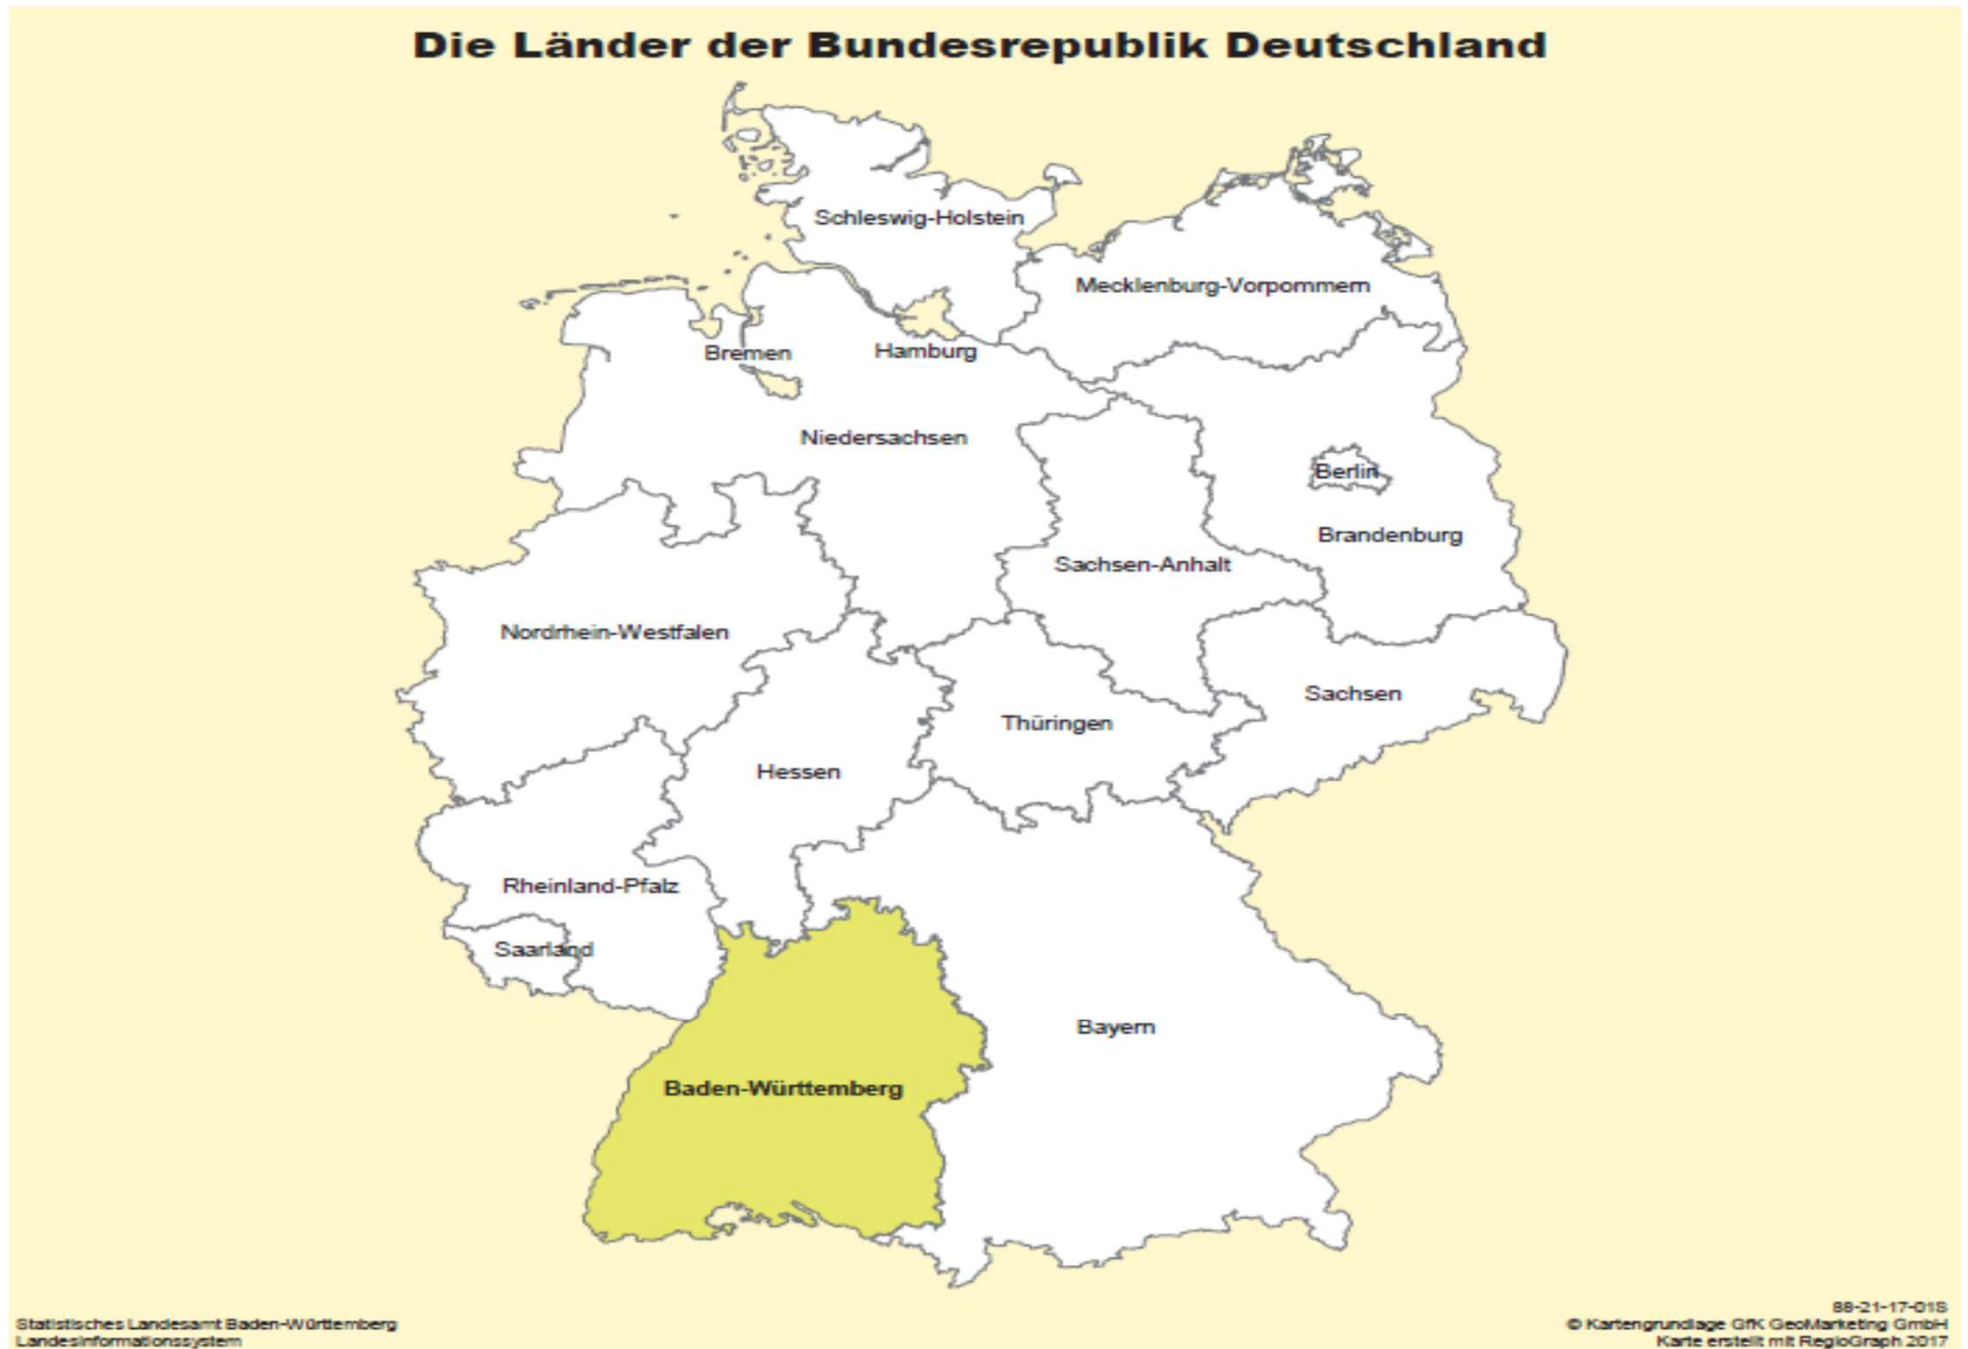 Die Länder der Bundesrepublik Deutschland
Schleswig-Holstein
Mecklenburg-Vorpommern
Bremen
Hamburg
Niedersachsen
Berlin
Brandenburg
Sachsen-Anhalt
Nordrhein-Westfalen
Sachsen
Thüringen
Hessen
Rheinland-Pfalz
Saarland
Bayern
Baden-Württemberg
Statistisches Landesamt Baden-Württemberg
Landesinformationssystem
88-21-17-01S
© Kartengrundlage GfK GeoMarketing GmbH
Karte erstellt mit RegioGraph 2017